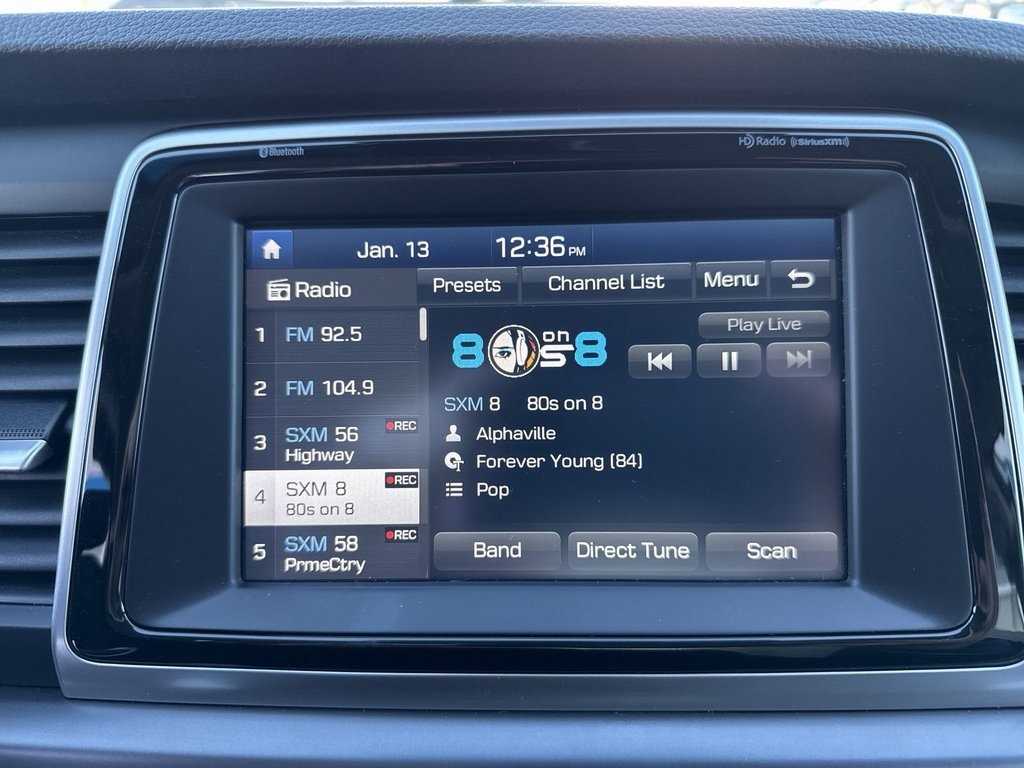 Bluetooth
HD Radio ((SiriusXM))
Jan. 13 12:36 PM
Radio Presets Channel List Menu
1 FM 92.5
2 FM 104.9
3 SXM 56 REC
Highway
4 SXM 8 REC
80s on 8
5 SXM 58 REC
PrmeCtry
80s on 8
Play Live
SXM 8 80s on 8
Alphaville
Forever Young (84)
Pop
Band Direct Tune Scan